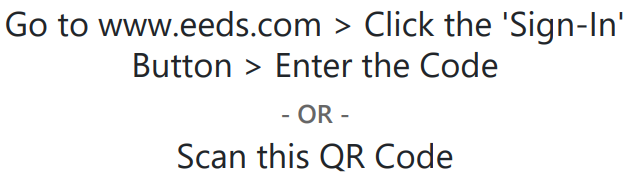 Go to www.eeds.com > Click the 'Sign-In'
Button > Enter the Code
- OR -
Scan this QR Code